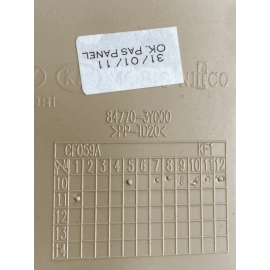 31/01/11
OK. PAS PANEL
84770-3Y000
>PP-TD20<
CF059A KF1
N 1 2 3 4 5 6 7 8 9 10 11 12
10
11
12
13
14